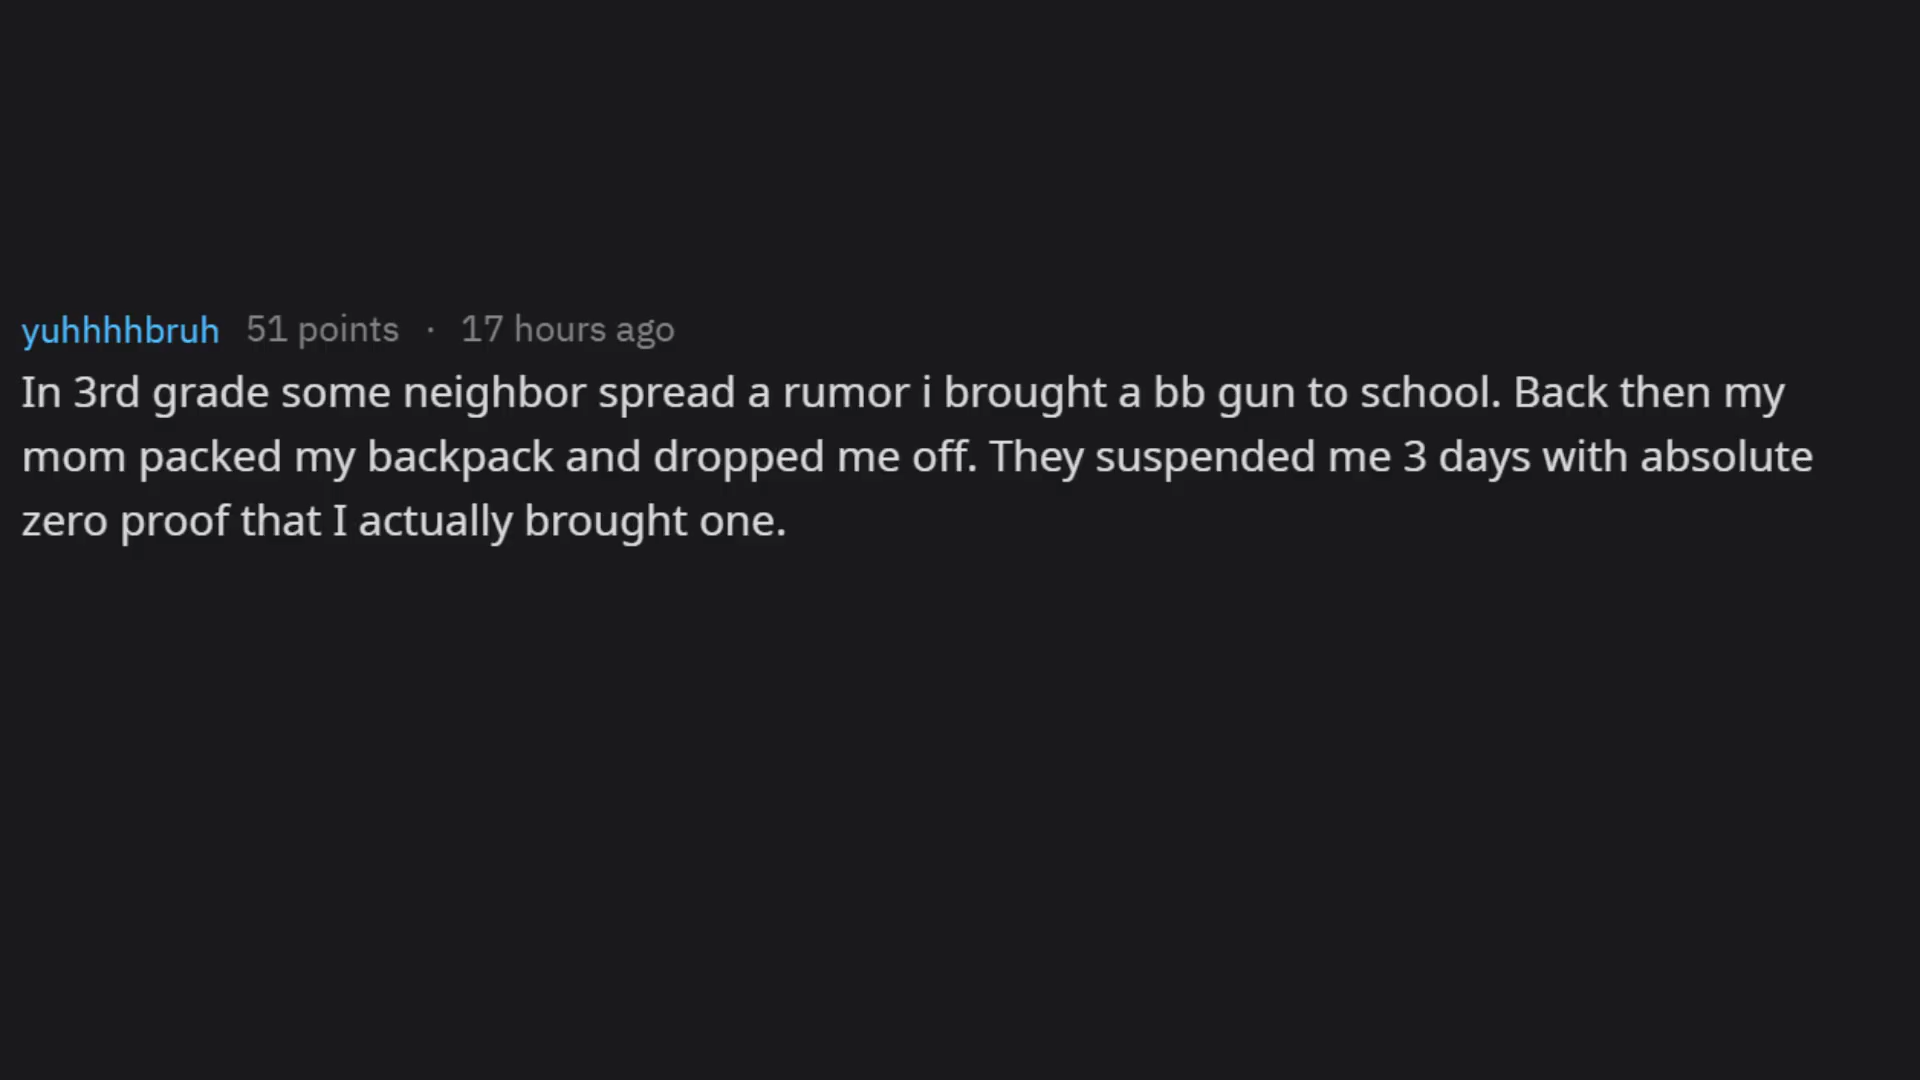 yuhhhhbruh 51 points · 17 hours ago
In 3rd grade some neighbor spread a rumor i brought a bb gun to school. Back then my
mom packed my backpack and dropped me off. They suspended me 3 days with absolute
zero proof that I actually brought one.